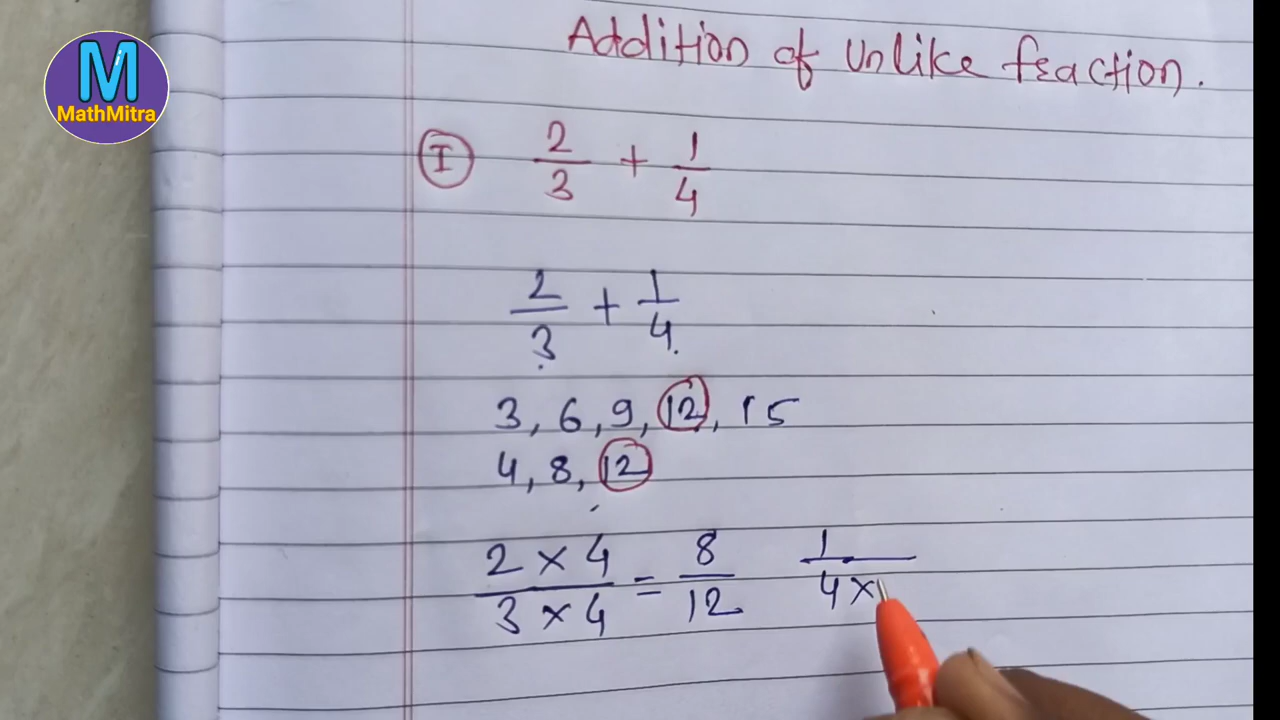 M
MathMitra
Addition of Unlike fraction.
I 2/3 + 1/4
2/3 + 1/4
3, 6, 9, 12, 15
4, 8, 12
2 × 4 / 3 × 4 = 8/12 1 / 4 ×